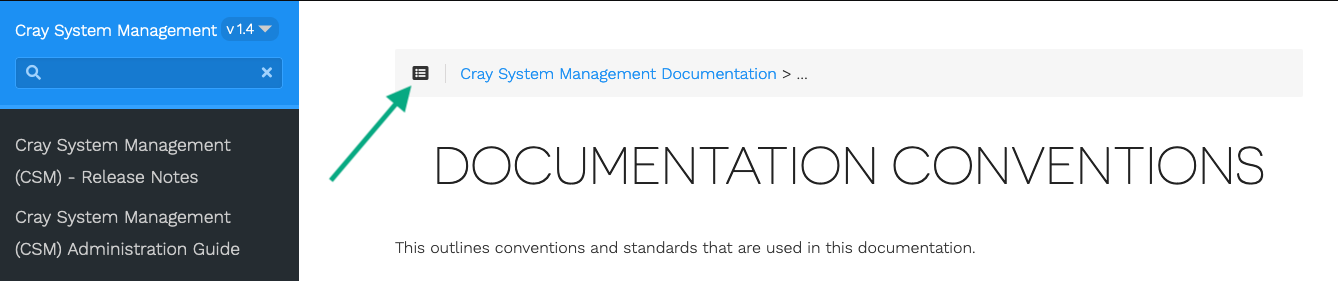 Cray System Management v 1.4
Cray System Management Documentation > ...
Cray System Management
(CSM) - Release Notes
Cray System Management
(CSM) Administration Guide
DOCUMENTATION CONVENTIONS
This outlines conventions and standards that are used in this documentation.